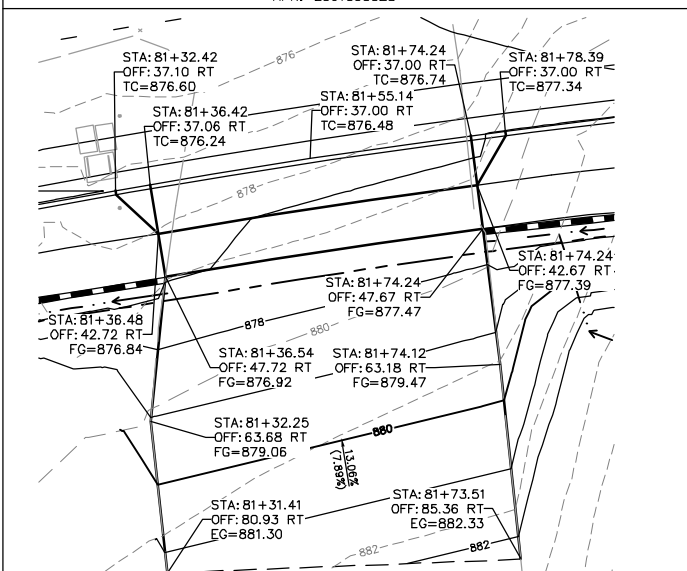 STA: 81+32.42
OFF: 37.10 RT
TC=876.60
876
STA: 81+74.24
OFF: 37.00 RT
TC=876.74
STA: 81+78.39
OFF: 37.00 RT
TC=877.34
STA: 81+36.42
OFF: 37.06 RT
TC=876.24
STA: 81+55.14
OFF: 37.00 RT
TC=876.48
878
STA: 81+74.24
OFF: 42.67 RT
FG=877.39
STA: 81+74.24
OFF: 47.67 RT
FG=877.47
STA: 81+36.48
OFF: 42.72 RT
FG=876.84
878
880
STA: 81+36.54
OFF: 47.72 RT
FG=876.92
STA: 81+74.12
OFF: 63.18 RT
FG=879.47
STA: 81+32.25
OFF: 63.68 RT
FG=879.06
880
13.06%
(7.89%)
STA: 81+31.41
OFF: 80.93 RT
EG=881.30
STA: 81+73.51
OFF: 85.36 RT
EG=882.33
882
882